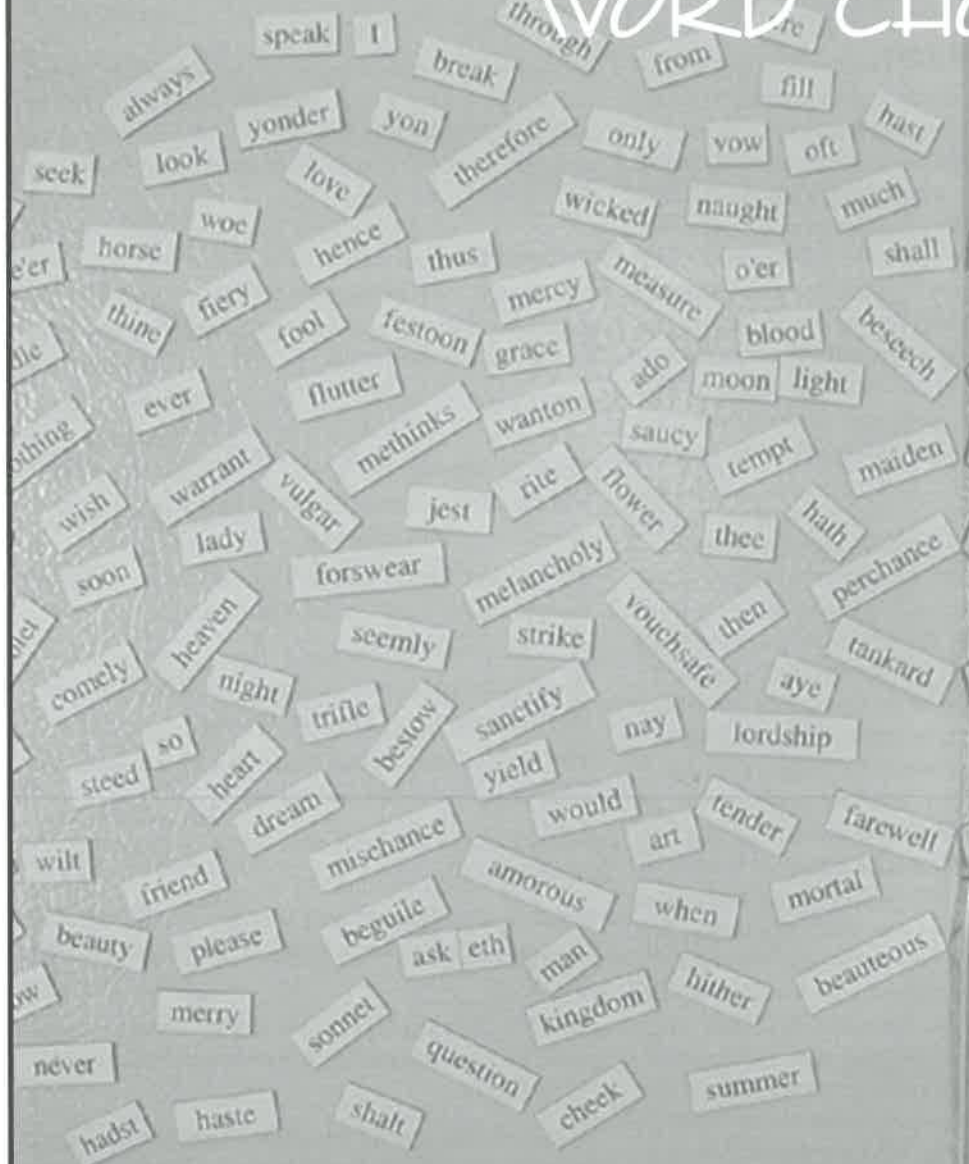 WORD CHO
speak I through
break from
always fill
yonder yon therefore only vow oft hast
seek look love
wicked naught much
woe
e'er horse hence thus measure o'er shall
thine fiery mercy
fool festoon grace blood beseech
ever flutter ado moon light
methinks wanton saucy
othing warrant tempt maiden
wish vulgar jest rite flower
lady thee hath
soon forswear melancholy perchance
heaven seemly strike vouchsafe then
comely night tankard
trifle bestow sanctify nay aye
so lordship
steed heart yield
dream would tender farewell
mischance art
wilt friend amorous when mortal
beauty please beguile
ask eth man hither beauteous
merry sonnet kingdom
never question summer
hadst haste shalt cheek